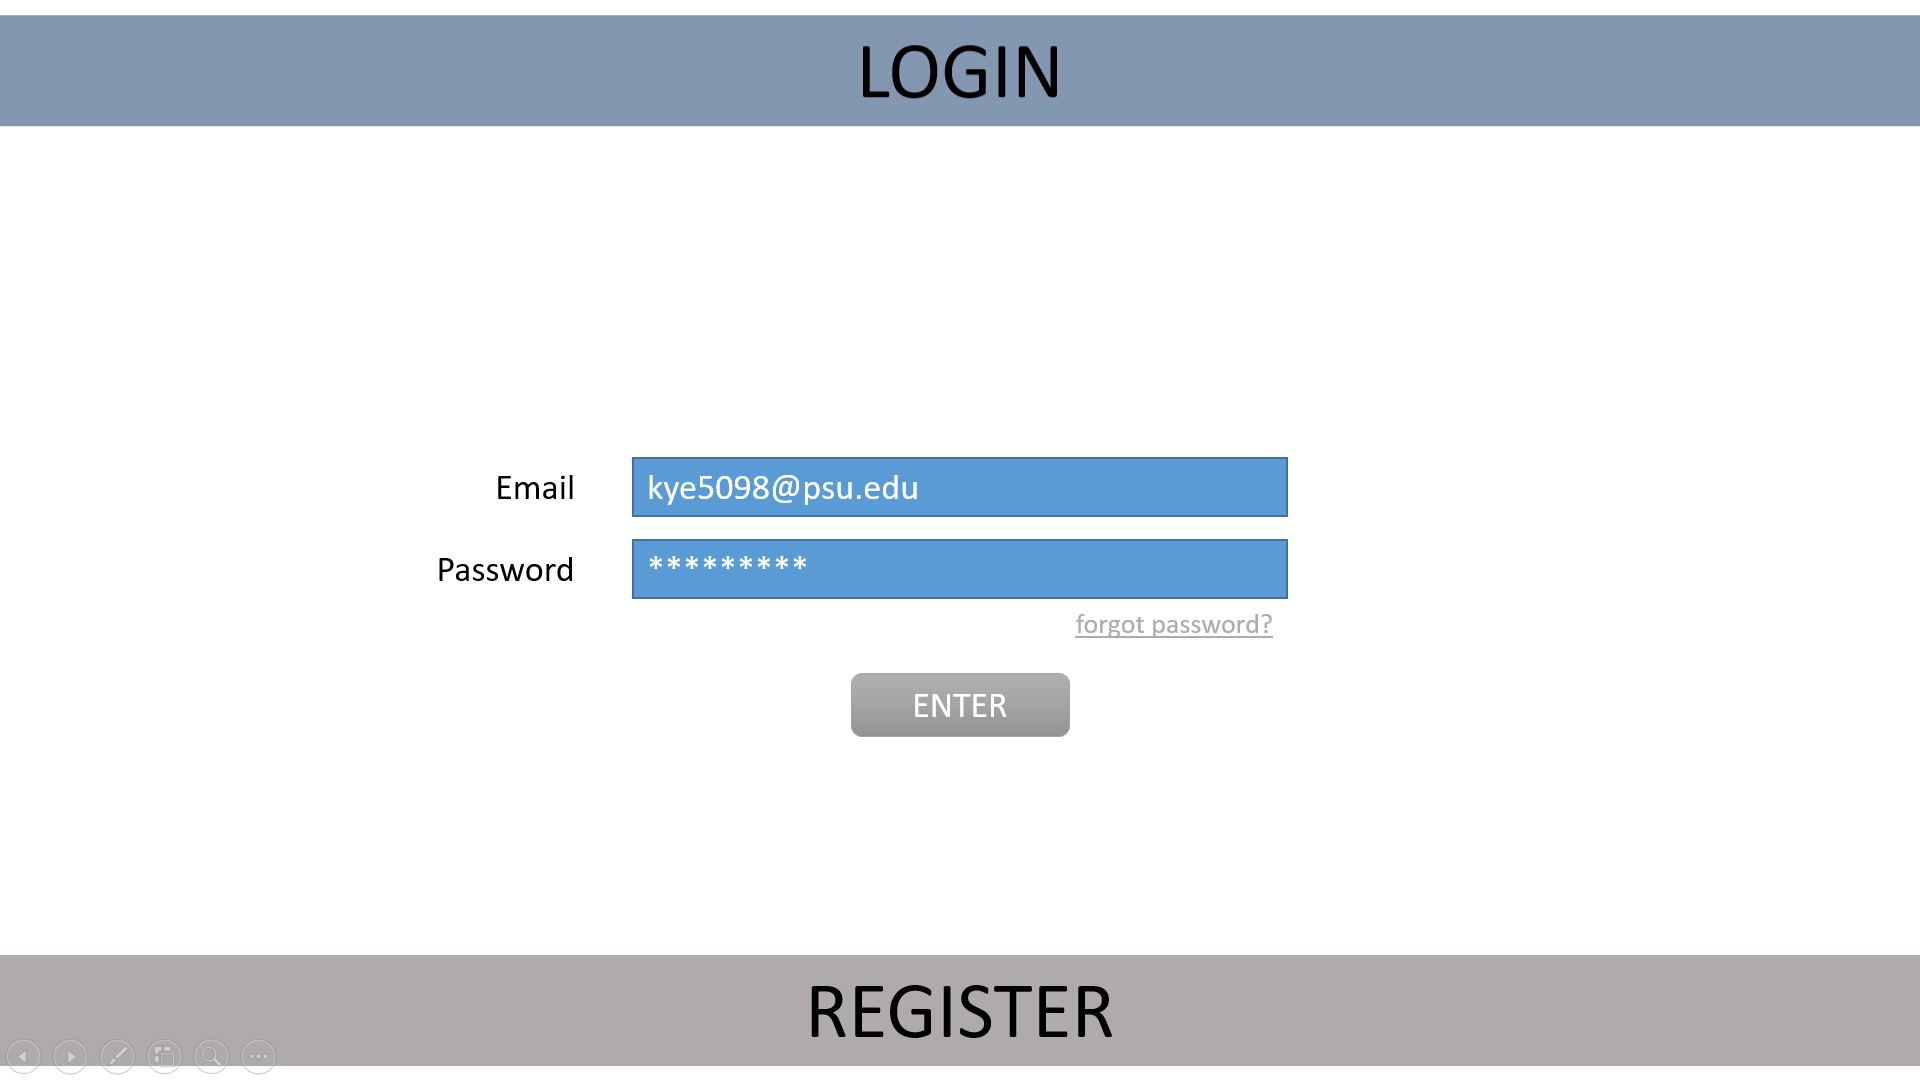 LOGIN
Email kye5098@psu.edu
Password *********
forgot password?
ENTER
REGISTER